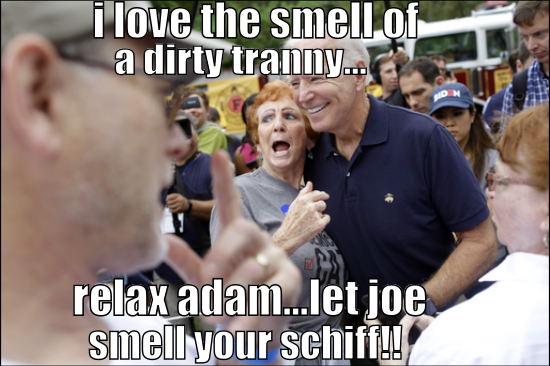 i love the smell of
a dirty tranny...
BIDEN
relax adam...let joe
smell your schiff!!